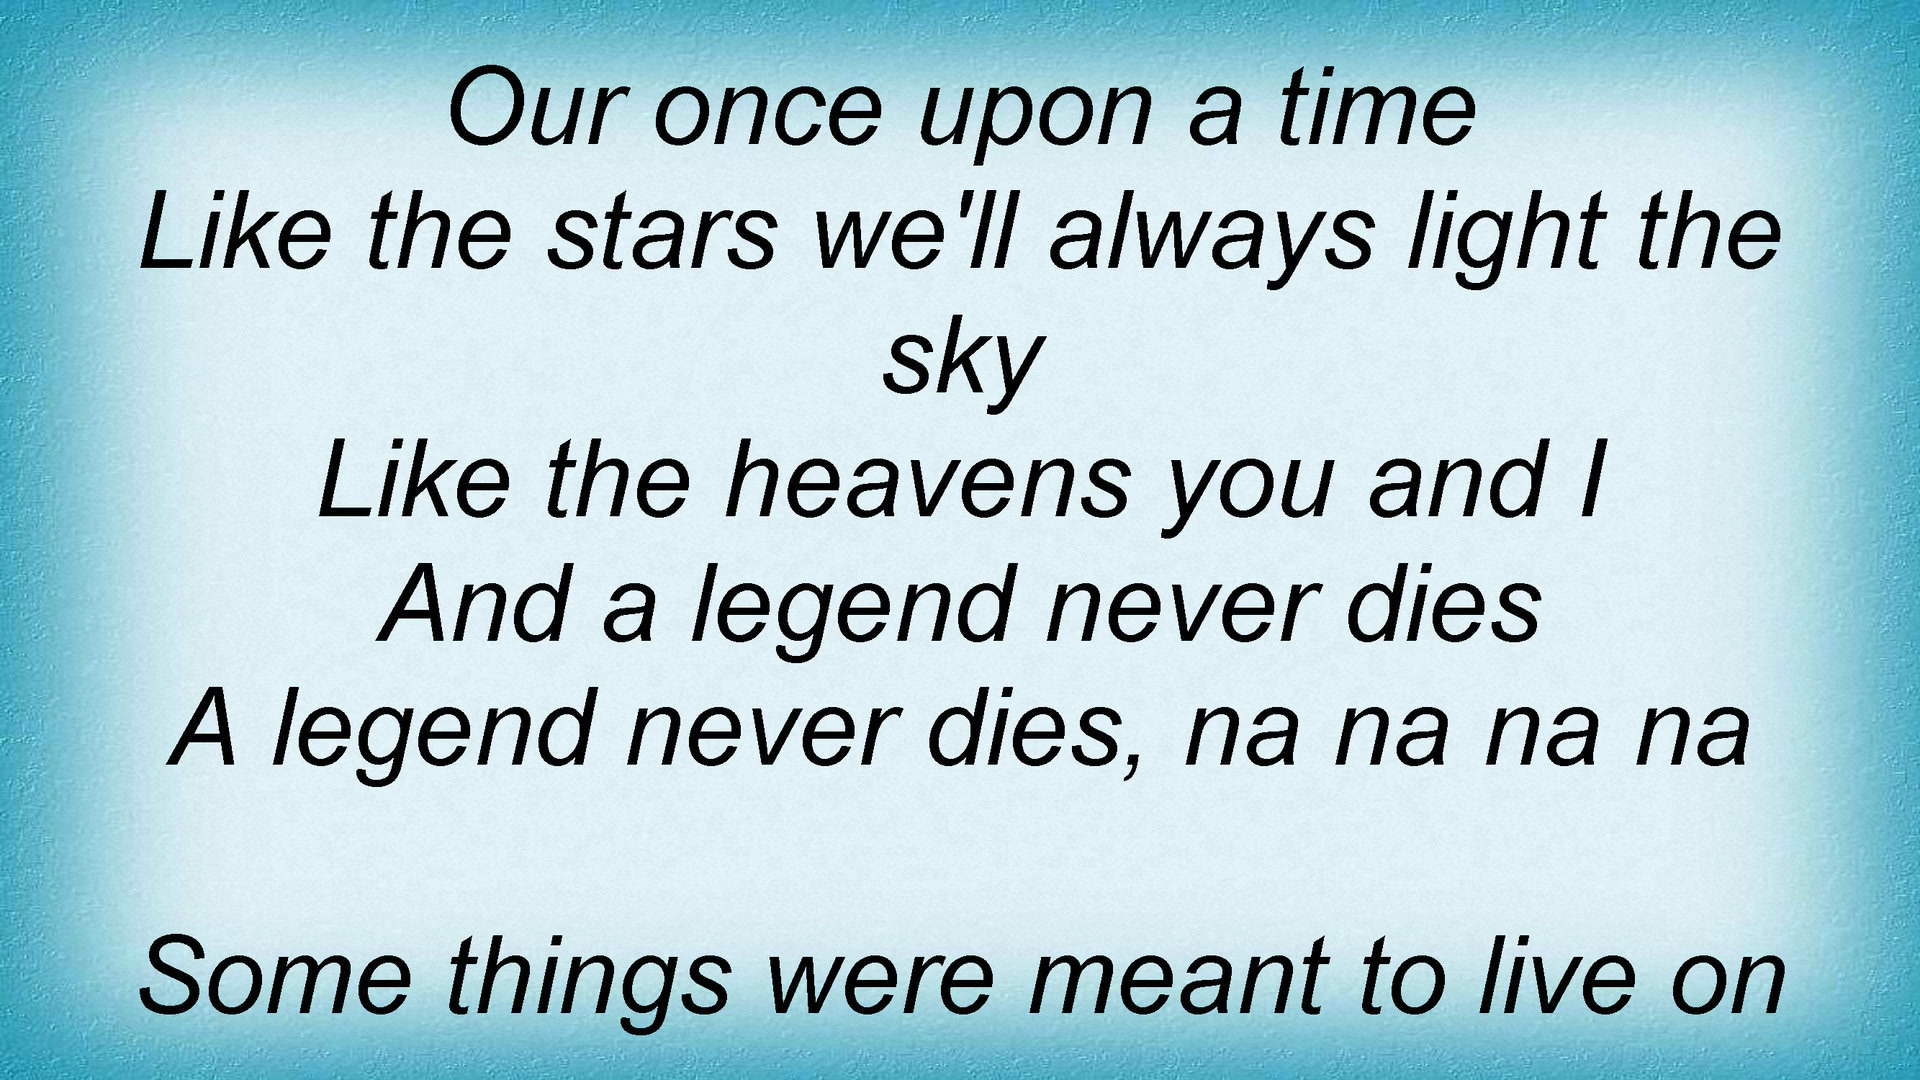 Our once upon a time
Like the stars we'll always light the
sky
Like the heavens you and I
And a legend never dies
A legend never dies, na na na na
Some things were meant to live on